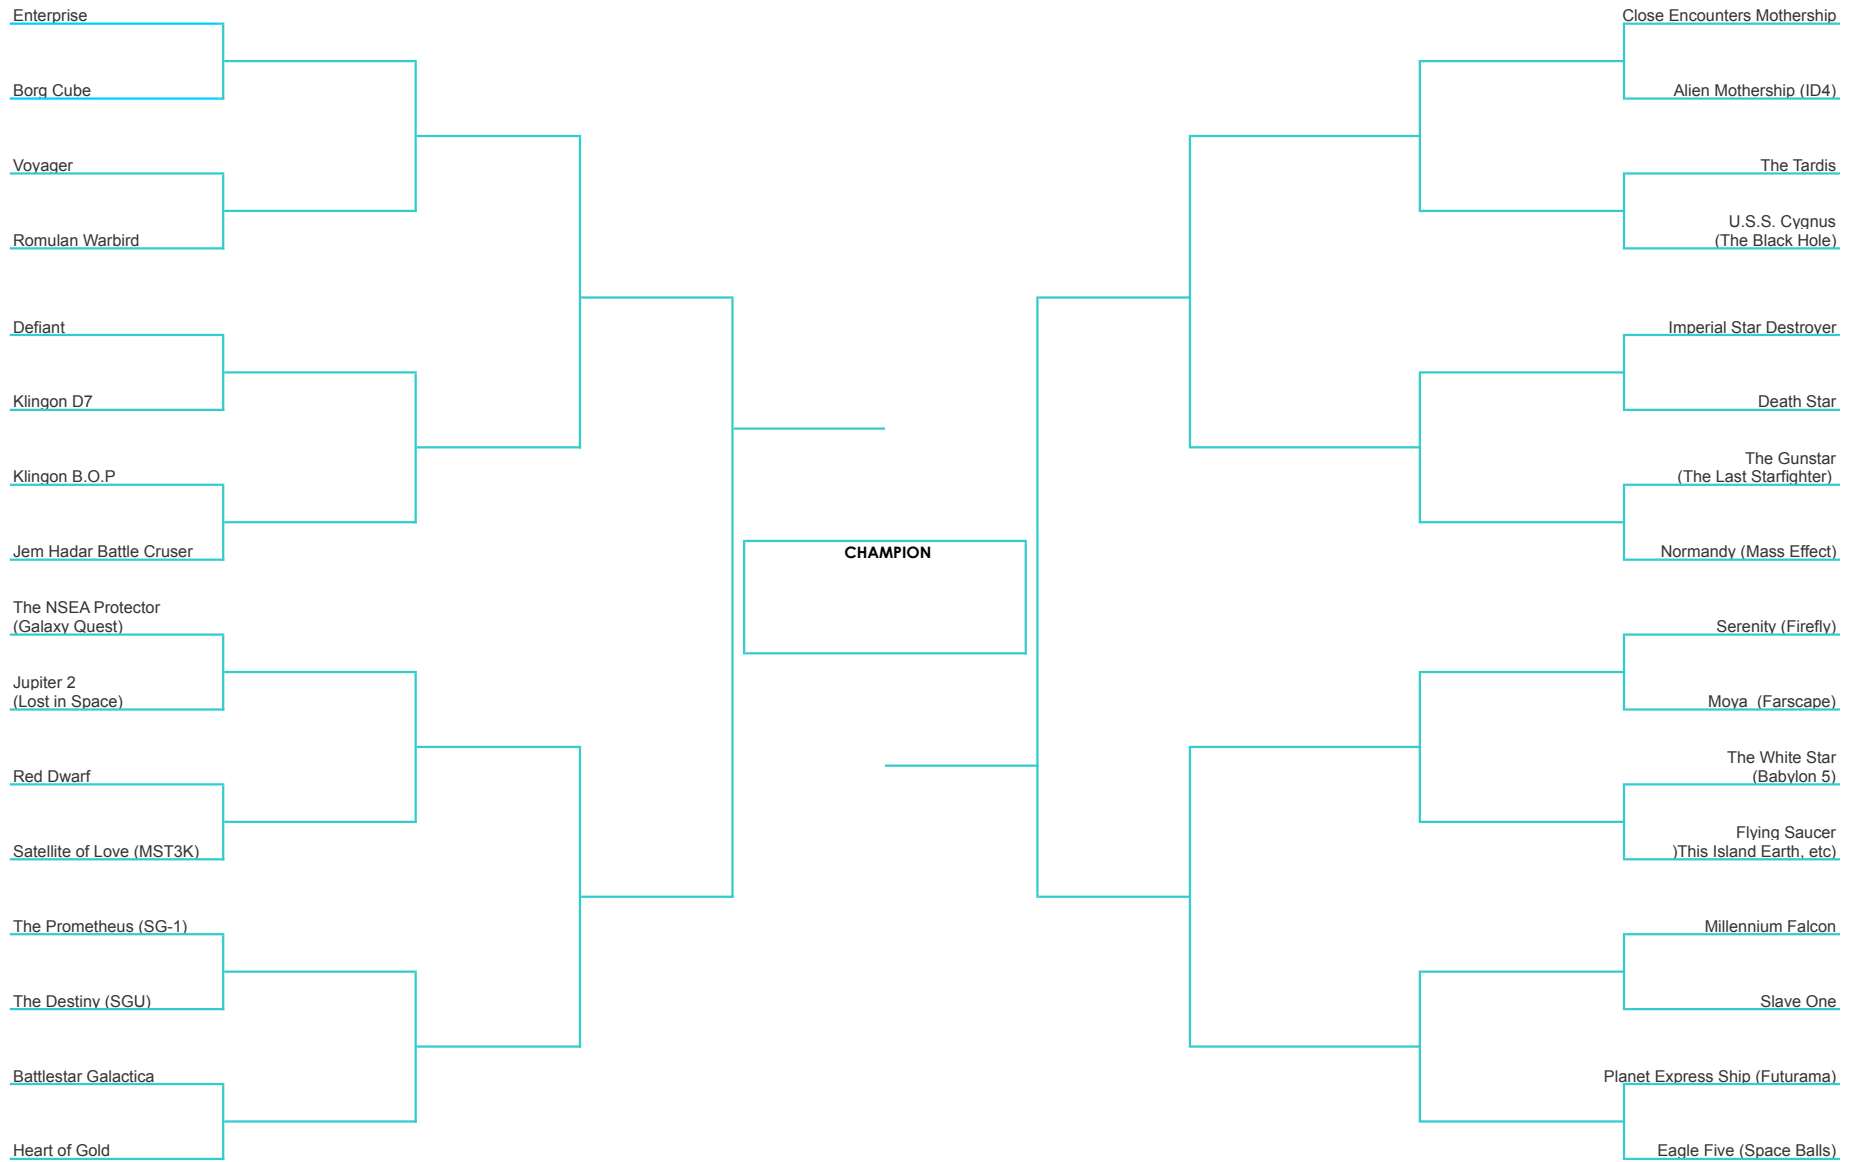 Enterprise
Borg Cube
Voyager
Romulan Warbird
Defiant
Klingon D7
Klingon B.O.P
Jem Hadar Battle Cruser
The NSEA Protector
(Galaxy Quest)
Jupiter 2
(Lost in Space)
Red Dwarf
Satellite of Love (MST3K)
The Prometheus (SG-1)
The Destiny (SGU)
Battlestar Galactica
Heart of Gold
CHAMPION
Close Encounters Mothership
Alien Mothership (ID4)
The Tardis
U.S.S. Cygnus
(The Black Hole)
Imperial Star Destroyer
Death Star
The Gunstar
(The Last Starfighter)
Normandy (Mass Effect)
Serenity (Firefly)
Moya (Farscape)
The White Star
(Babylon 5)
Flying Saucer
)This Island Earth, etc)
Millennium Falcon
Slave One
Planet Express Ship (Futurama)
Eagle Five (Space Balls)